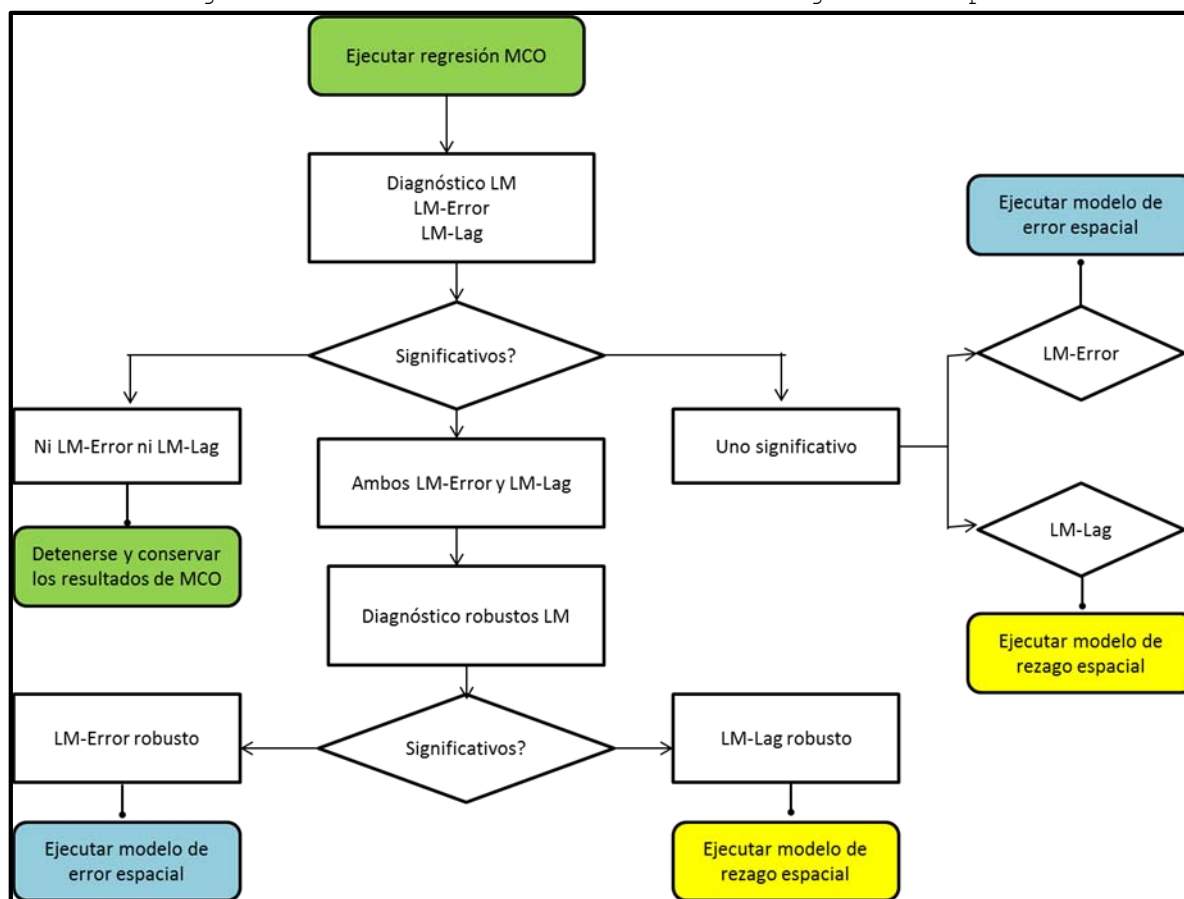 Ejecutar regresión MCO
Diagnóstico LM
LM-Error
LM-Lag
Ejecutar modelo de
error espacial
Significativos?
LM-Error
Ni LM-Error ni LM-Lag
Ambos LM-Error y LM-Lag
Uno significativo
LM-Lag
Detenerse y conservar
los resultados de MCO
Diagnóstico robustos LM
Ejecutar modelo de
rezago espacial
LM-Error robusto
Significativos?
LM-Lag robusto
Ejecutar modelo de
error espacial
Ejecutar modelo de
rezago espacial